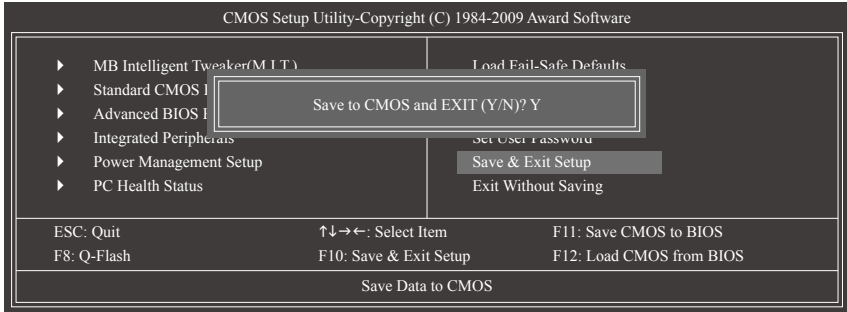 CMOS Setup Utility-Copyright (C) 1984-2009 Award Software
MB Intelligent Tweaker(M.I.T.)
Standard CMOS
Advanced BIOS
Integrated Peripherals
Power Management Setup
PC Health Status
Load Fail-Safe Defaults
Set User Password
Save & Exit Setup
Exit Without Saving
Save to CMOS and EXIT (Y/N)? Y
ESC: Quit
↑↓→←: Select Item
F11: Save CMOS to BIOS
F8: Q-Flash
F10: Save & Exit Setup
F12: Load CMOS from BIOS
Save Data to CMOS